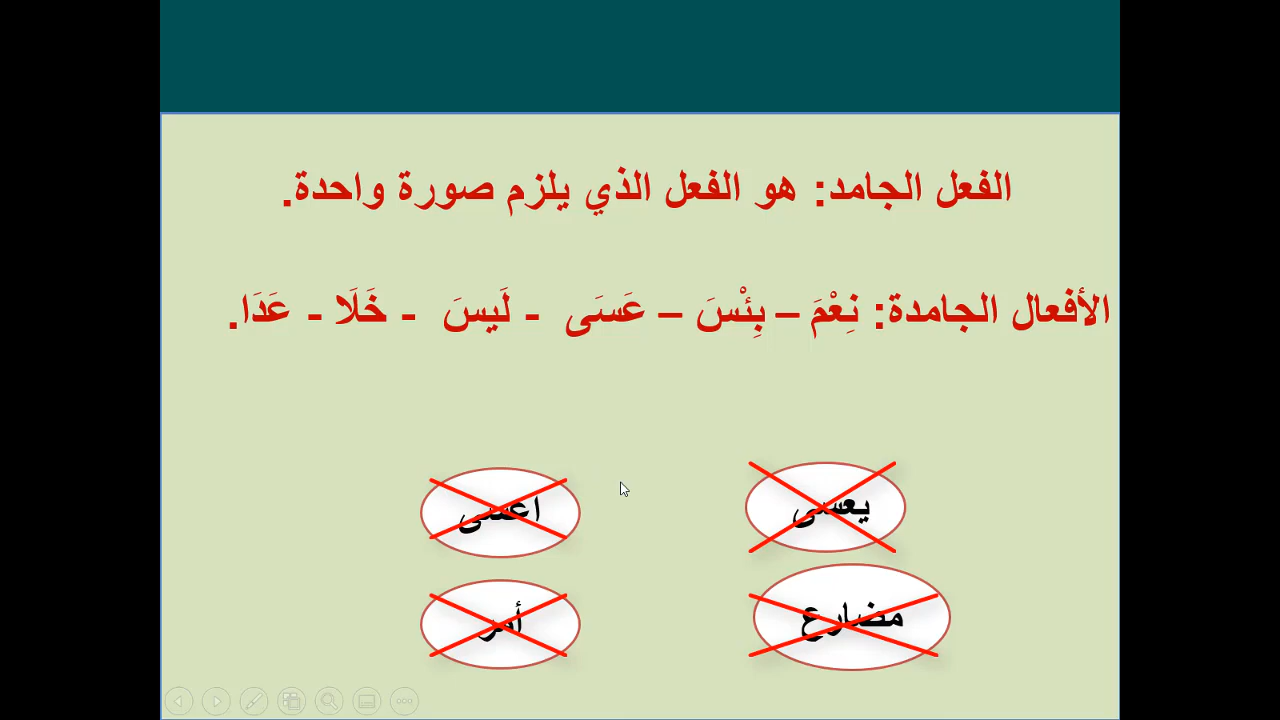 الفعل الجامد: هو الفعل الذي يلزم صورة واحدة.
الأفعال الجامدة: نِعْمَ – بِئْسَ – عَسَى - لَيسَ - خَلَا - عَدَا.
يعسى
اعسى
مضارع
أمر